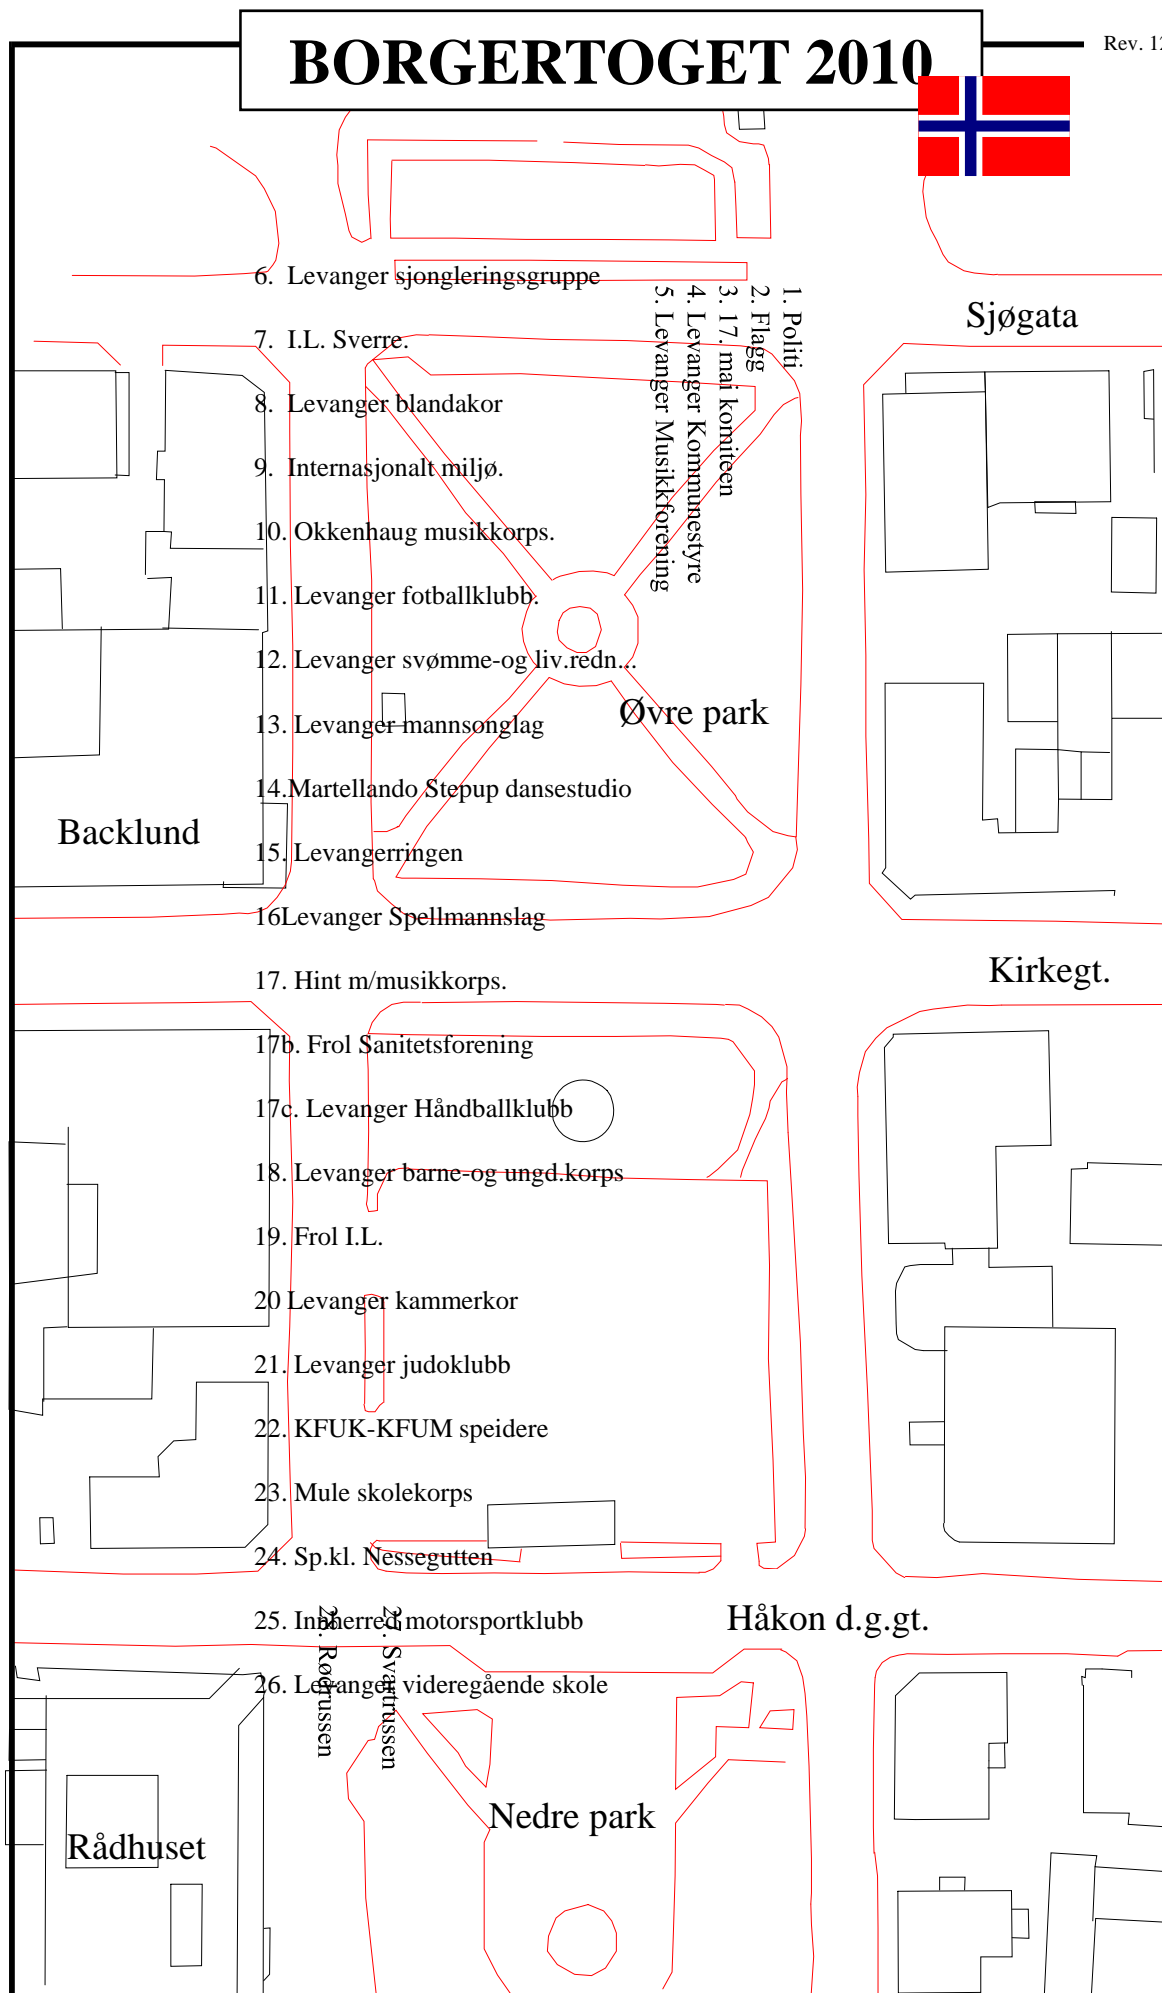 BORGERTOGET 2010
Rev. 12
1. Politi
2. Flagg
3. 17. mai komiteen
4. Levanger Kommunestyre
5. Levanger Musikkforening
Sjøgata
6. Levanger sjongleringsgruppe
7. I.L. Sverre.
8. Levanger blandakor
9. Internasjonalt miljø.
10. Okkenhaug musikkorps.
11. Levanger fotballklubb.
12. Levanger svømme-og liv.redn...
Øvre park
13. Levanger mannsonglag
14.Martellando Stepup dansestudio
Backlund
15. Levangerringen
16Levanger Spellmannslag
Kirkegt.
17. Hint m/musikkorps.
17b. Frol Sanitetsforening
17c. Levanger Håndballklubb
18. Levanger barne-og ungd.korps
19. Frol I.L.
20 Levanger kammerkor
21. Levanger judoklubb
22. KFUK-KFUM speidere
23. Mule skolekorps
24. Sp.kl. Nessegutten
Håkon d.g.gt.
25. Innherred motorsportklubb
26. Levanger videregående skole
27. Svartrussen
28. Rødrussen
Nedre park
Rådhuset